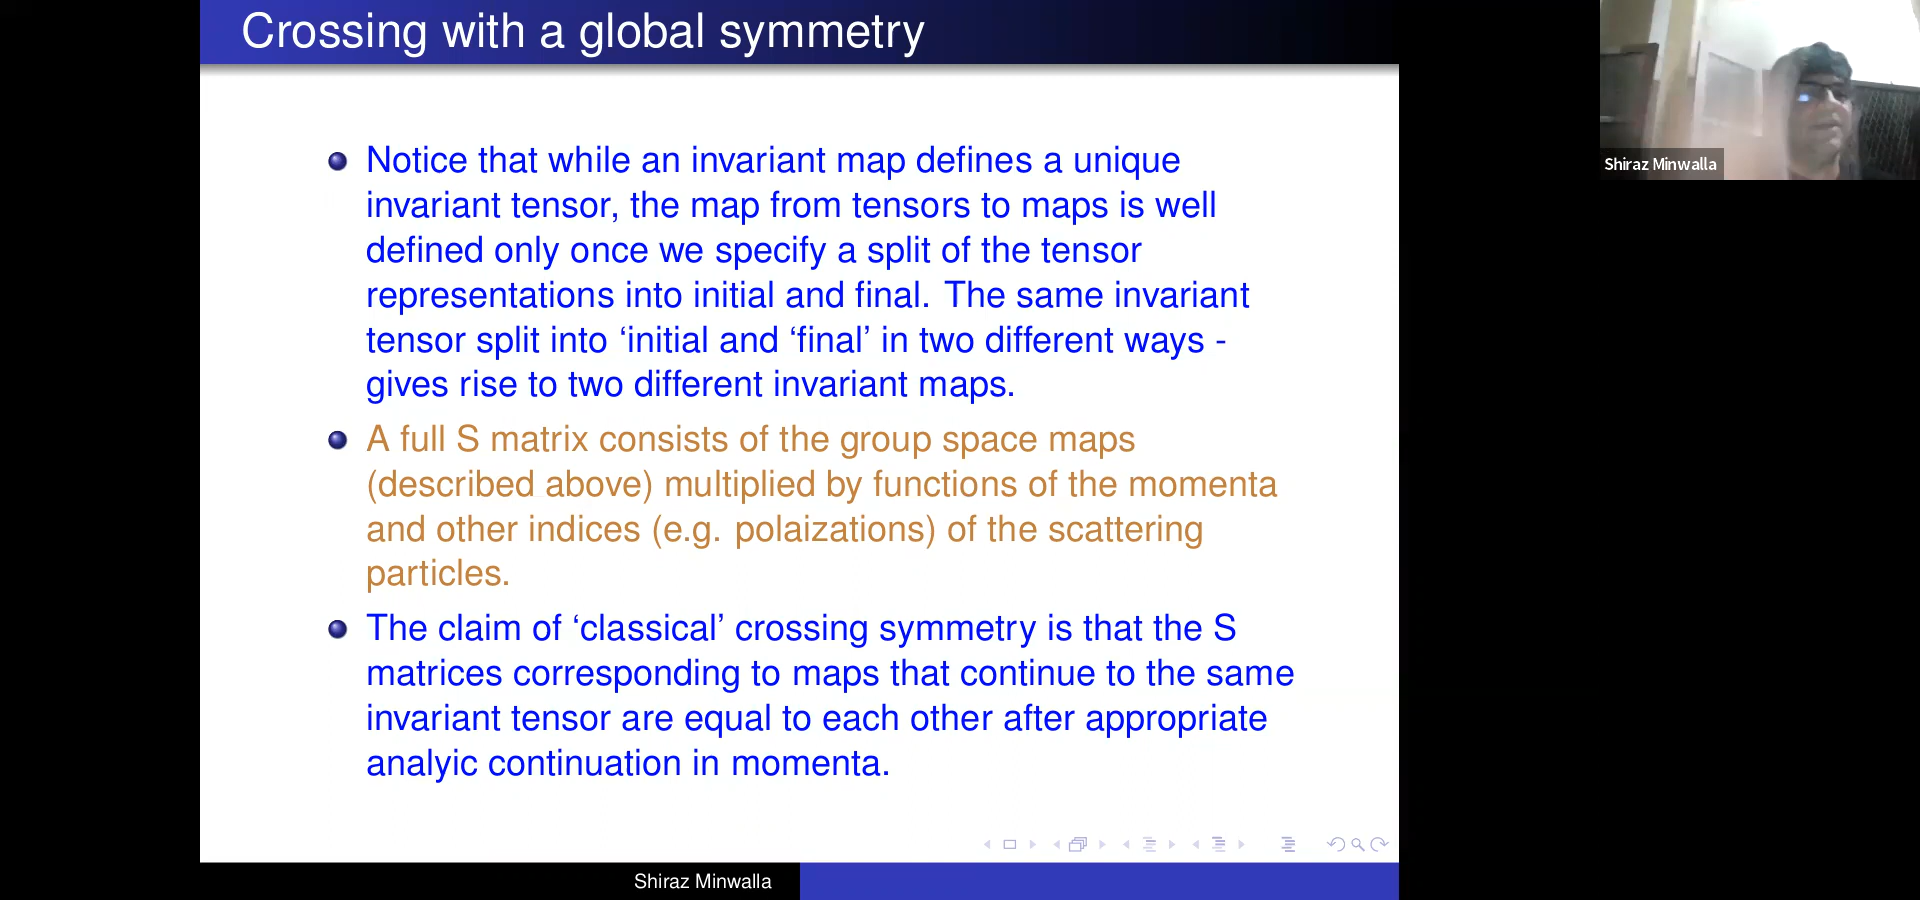 Crossing with a global symmetry
Shiraz Minwalla
Notice that while an invariant map defines a unique
invariant tensor, the map from tensors to maps is well
defined only once we specify a split of the tensor
representations into initial and final. The same invariant
tensor split into ‘initial and ‘final’ in two different ways -
gives rise to two different invariant maps.
A full S matrix consists of the group space maps
(described above) multiplied by functions of the momenta
and other indices (e.g. polaizations) of the scattering
particles.
The claim of ‘classical’ crossing symmetry is that the S
matrices corresponding to maps that continue to the same
invariant tensor are equal to each other after appropriate
analyic continuation in momenta.
Shiraz Minwalla